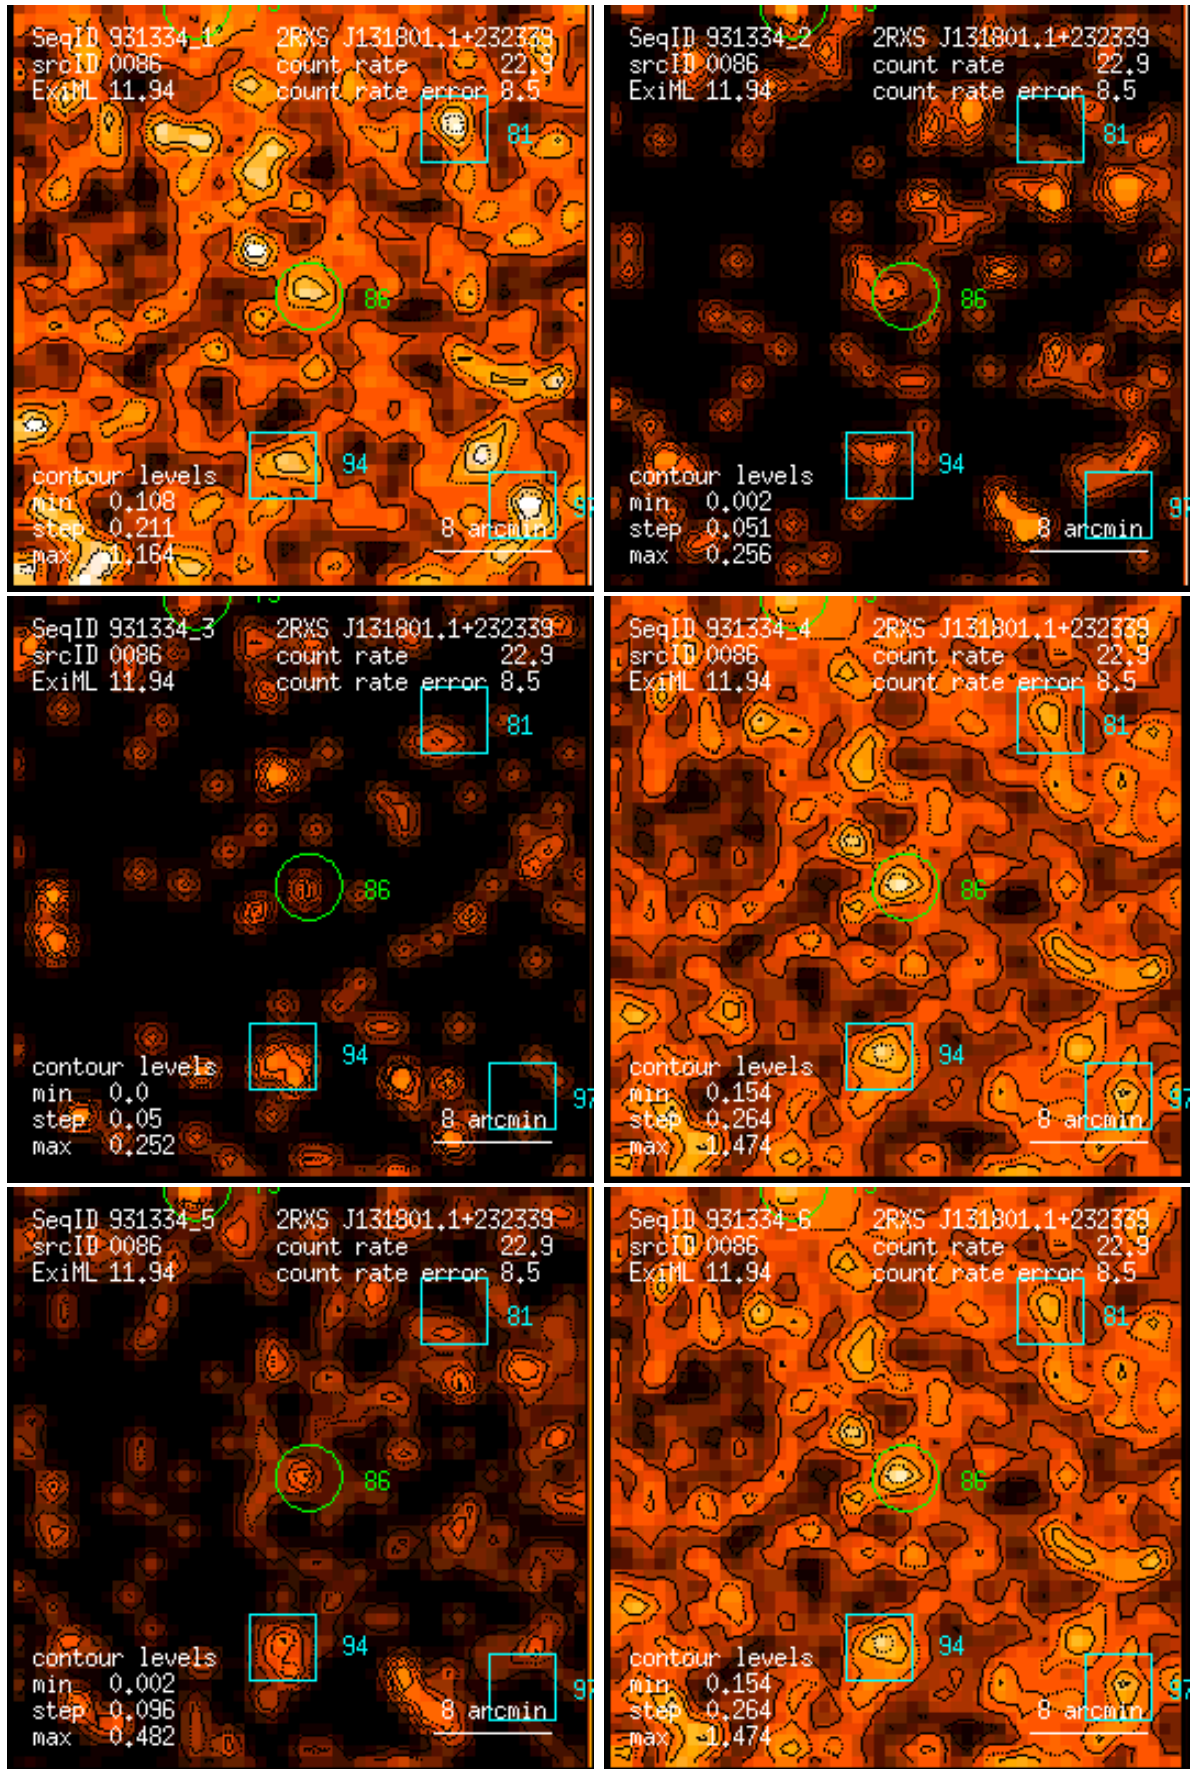 SeqID 931334_1 2RXS J131801.1+232339
srcID 0086 count rate 22.9
ExiML 11.94 count rate error 8.5
81
86
94
contour levels
min 0.108
97
step 0.211 8 arcmin
max 1.164
SeqID 931334_2 2RXS J131801.1+232339
srcID 0086 count rate 22.9
ExiML 11.94 count rate error 8.5
81
86
94
contour levels
min 0.002
97
step 0.051 8 arcmin
max 0.256
SeqID 931334_3 2RXS J131801.1+232339
srcID 0086 count rate 22.9
ExiML 11.94 count rate error 8.5
81
86
94
contour levels
min 0.0
97
step 0.05 8 arcmin
max 0.252
SeqID 931334_4 2RXS J131801.1+232339
srcID 0086 count rate 22.9
ExiML 11.94 count rate error 8.5
81
86
94
contour levels
min 0.154
97
step 0.264 8 arcmin
max 1.474
SeqID 931334_5 2RXS J131801.1+232339
srcID 0086 count rate 22.9
ExiML 11.94 count rate error 8.5
81
86
94
contour levels
min 0.002
97
step 0.096 8 arcmin
max 0.482
SeqID 931334_6 2RXS J131801.1+232339
srcID 0086 count rate 22.9
ExiML 11.94 count rate error 8.5
81
86
94
contour levels
min 0.154
97
step 0.264 8 arcmin
max 1.474